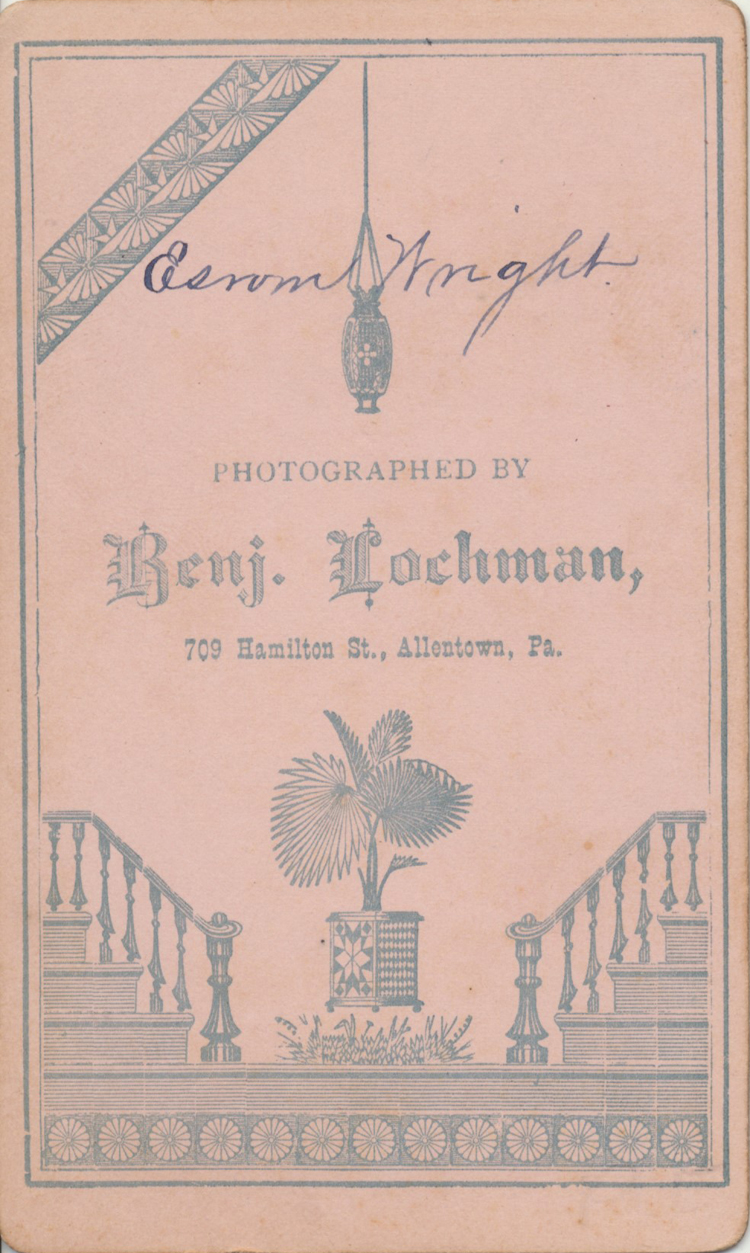 Esrom Wright.
PHOTOGRAPHED BY
Benj. Lochman,
709 Hamilton St., Allentown, Pa.